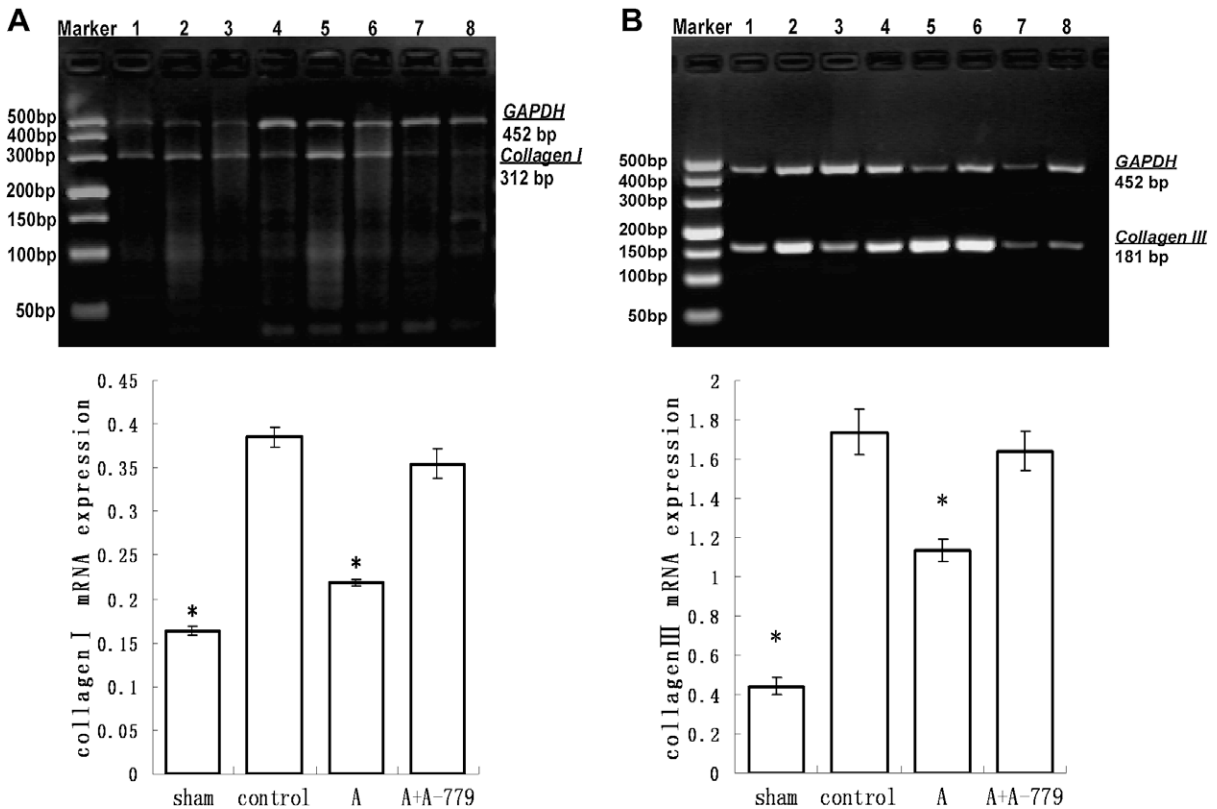 A
Marker 1 2 3 4 5 6 7 8
500bp
400bp
300bp
200bp
150bp
100bp
50bp
GAPDH
452 bp
Collagen I
312 bp
B
Marker 1 2 3 4 5 6 7 8
500bp
400bp
300bp
200bp
150bp
100bp
50bp
GAPDH
452 bp
Collagen III
181 bp
collagen Ⅰ mRNA expression
0.45
0.4
0.35
0.3
0.25
0.2
0.15
0.1
0.05
0
*
*
sham control A A+A-779
collagenⅢ mRNA expression
2
1.8
1.6
1.4
1.2
1
0.8
0.6
0.4
0.2
0
*
*
sham control A A+A-779